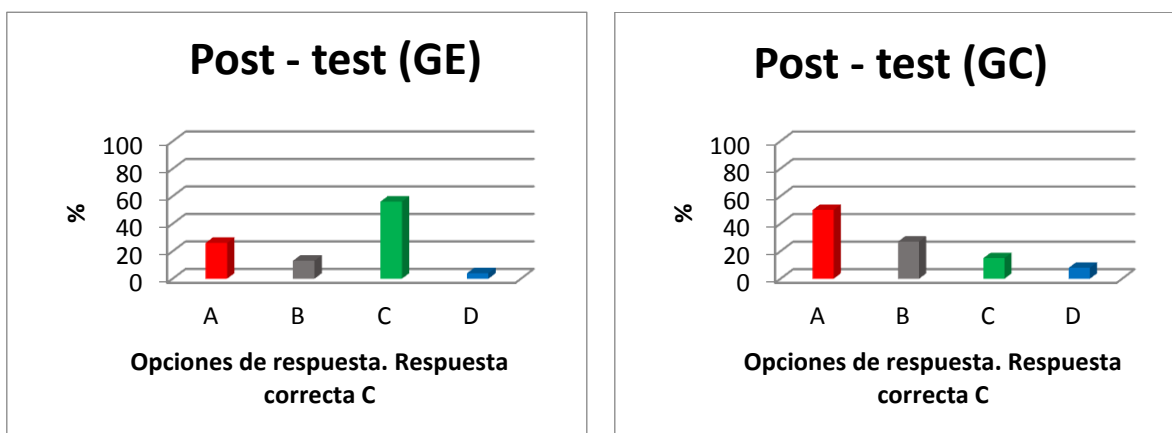 Post - test (GE)
100
80
60
40
20
0
%
A B C D
Opciones de respuesta. Respuesta
correcta C
Post - test (GC)
100
80
60
40
20
0
%
A B C D
Opciones de respuesta. Respuesta
correcta C